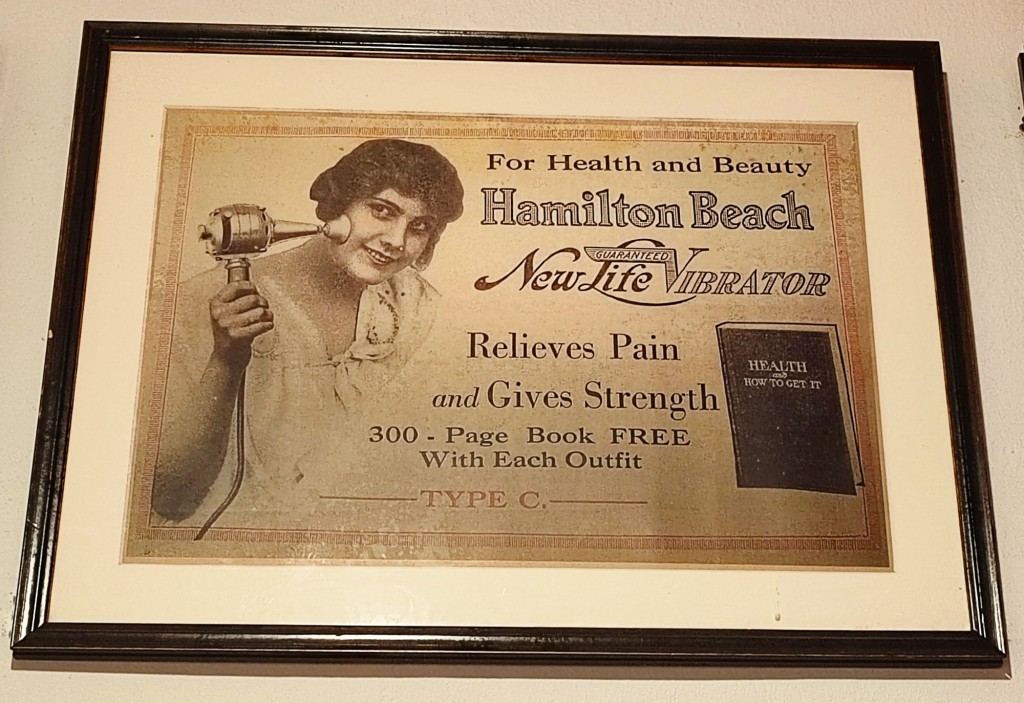 For Health and Beauty
Hamilton Beach
GUARANTEED
New Life VIBRATOR
Relieves Pain
and Gives Strength
300 - Page Book FREE
With Each Outfit
TYPE C.
HEALTH
and
HOW TO GET IT